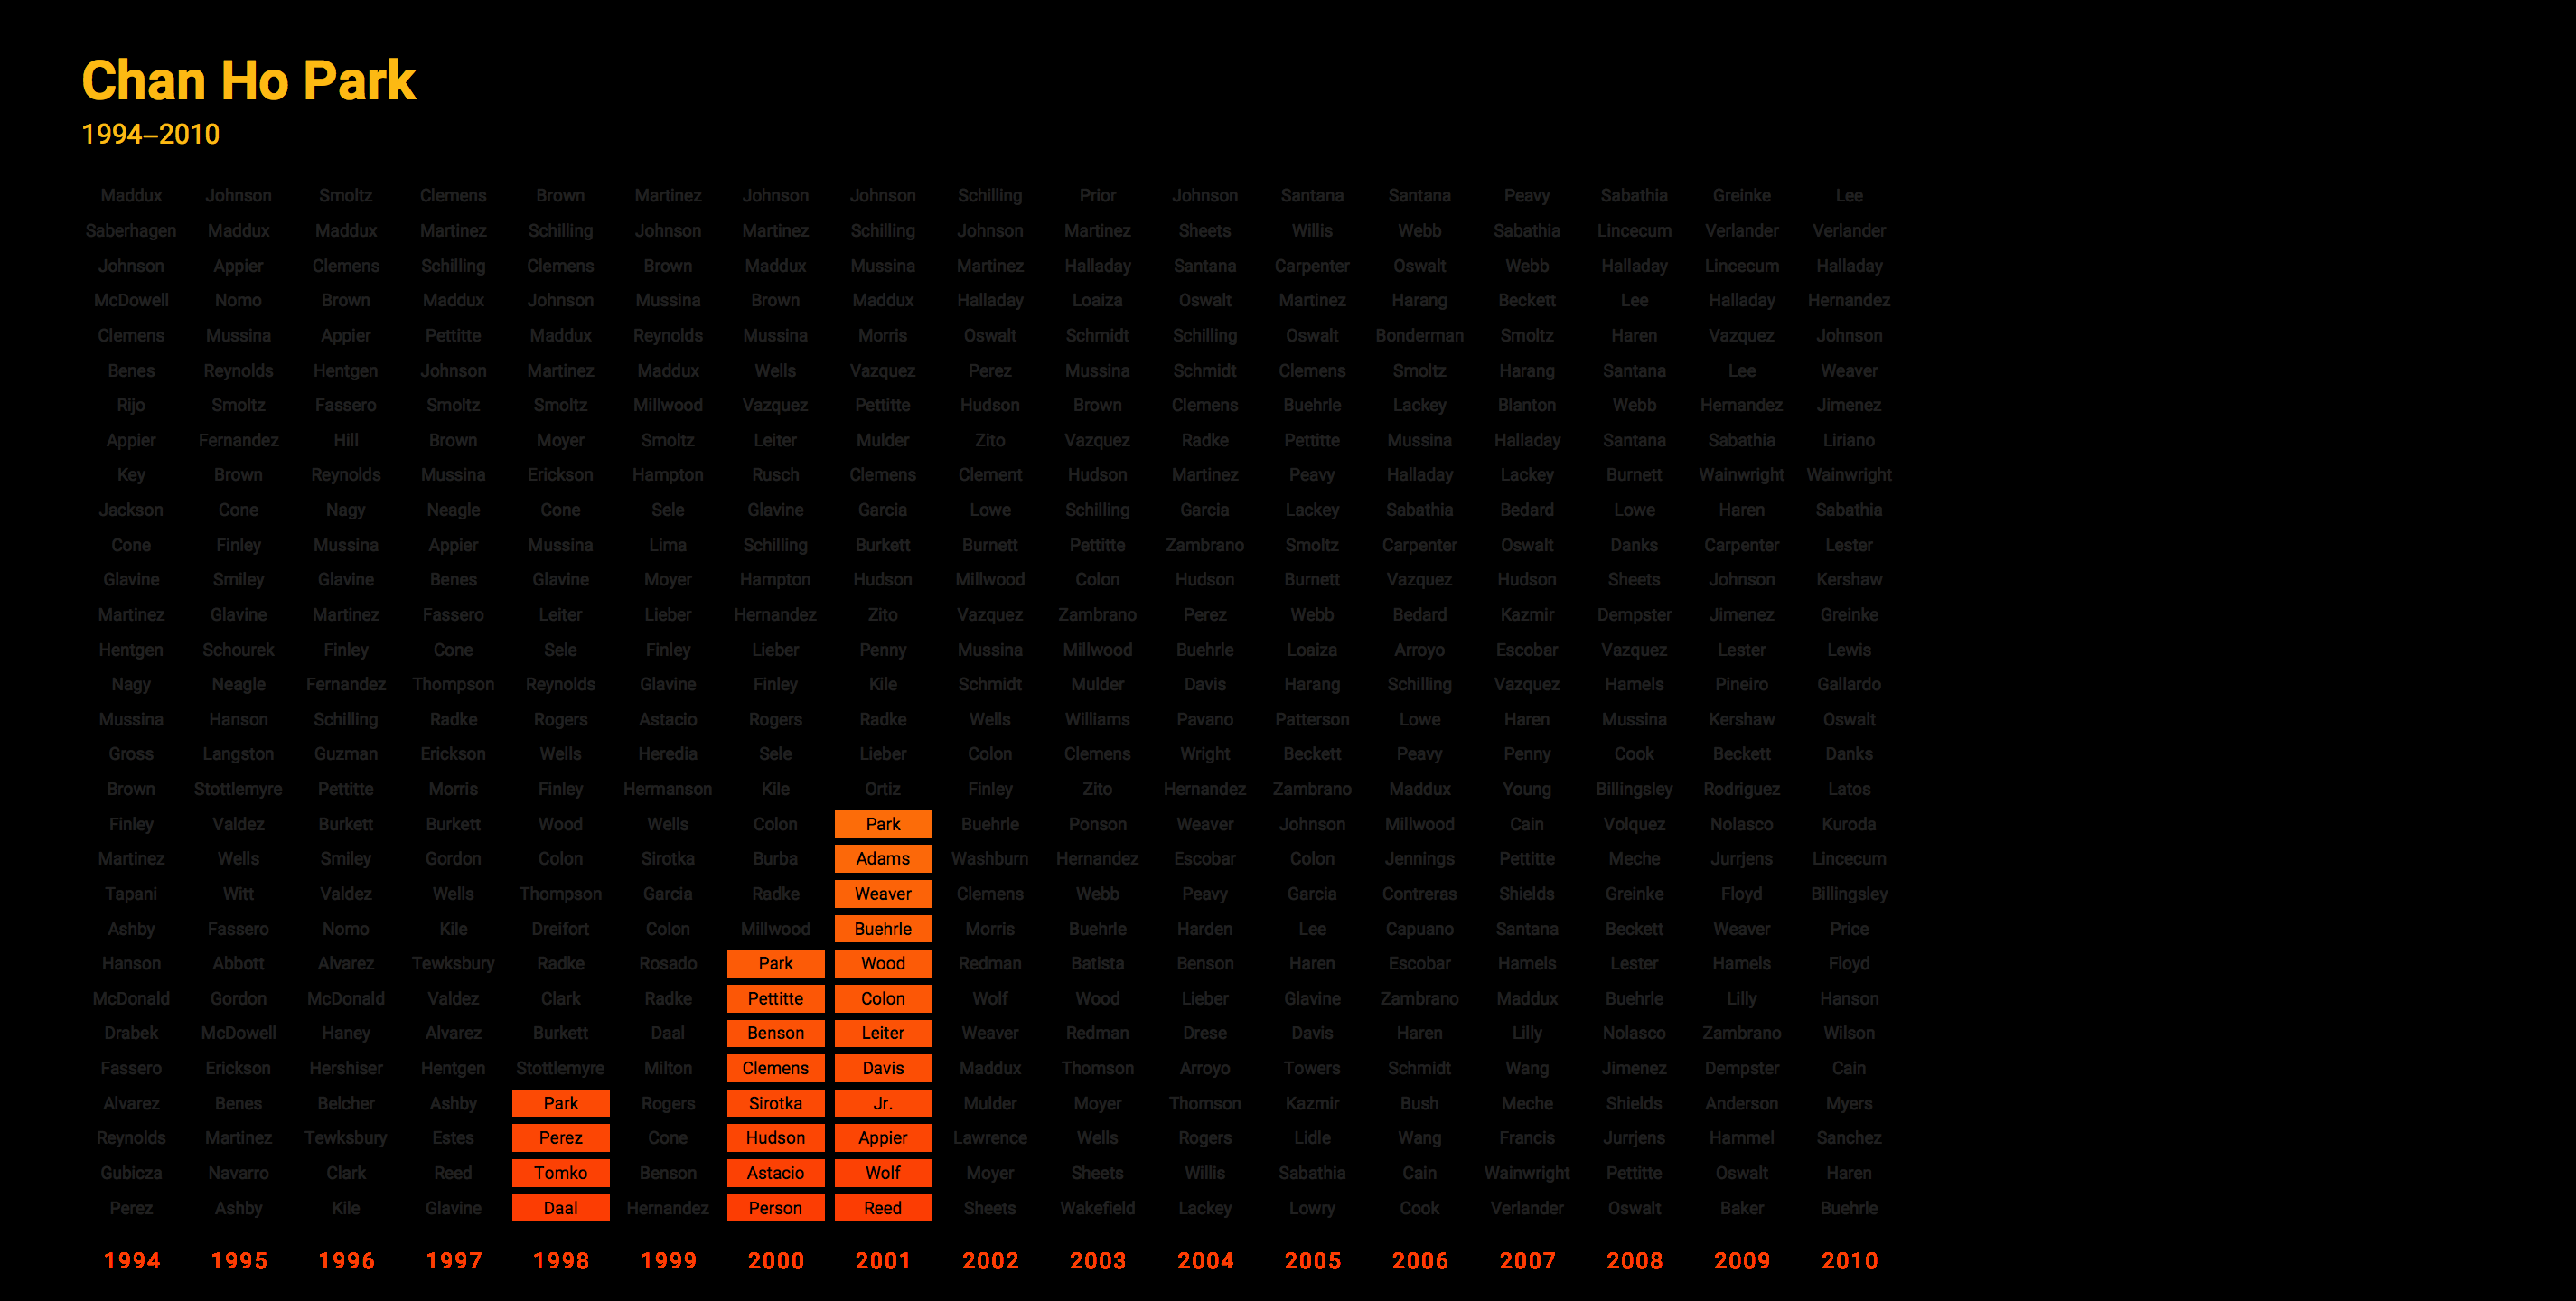 Chan Ho Park
1994–2010
Maddux Johnson Smoltz Clemens Brown Martinez Johnson Johnson Schilling Prior Johnson Santana Santana Peavy Sabathia Greinke Lee
Saberhagen Maddux Maddux Martinez Schilling Johnson Martinez Schilling Johnson Martinez Sheets Willis Webb Sabathia LIncecum Verlander Verlander
Johnson Appier Clemens Schilling Clemens Brown Maddux Mussina Martinez Halladay Santana Carpenter Oswalt Webb Halladay Lincecum Halladay
McDowell Nomo Brown Maddux Johnson Mussina Brown Maddux Halladay Loaiza Oswalt Martinez Harang Beckett Lee Halladay Hernandez
Clemens Mussina Appier Pettitte Maddux Reynolds Mussina Morris Oswalt Schmidt Schilling Oswalt Bonderman Smoltz Haren Vazquez Johnson
Benes Reynolds Hentgen Johnson Martinez Maddux Wells Vazquez Perez Mussina Schmidt Clemens Smoltz Harang Santana Lee Weaver
Rijo Smoltz Fassero Smoltz Smoltz Millwood Vazquez Pettitte Hudson Brown Clemens Buehrle Lackey Blanton Webb Hernandez Jimenez
Appier Fernandez Hill Brown Moyer Smoltz Leiter Mulder Zito Vazquez Radke Pettitte Mussina Halladay Santana Sabathia Liriano
Key Brown Reynolds Mussina Erickson Hampton Rusch Clemens Clement Hudson Martinez Peavy Halladay Lackey Burnett Wainwright Wainwright
Jackson Cone Nagy Neagle Cone Sele Glavine Garcia Lowe Schilling Garcia Lackey Sabathia Bedard Lowe Haren Sabathia
Cone Finley Mussina Appier Mussina Lima Schilling Burkett Burnett Pettitte Zambrano Smoltz Carpenter Oswalt Danks Carpenter Lester
Glavine Smiley Glavine Benes Glavine Moyer Hampton Hudson Millwood Colon Hudson Burnett Vazquez Hudson Sheets Johnson Kershaw
Martinez Glavine Martinez Fassero Leiter Lieber Hernandez Zito Vazquez Zambrano Perez Webb Bedard Kazmir Dempster Jimenez Greinke
Hentgen Schourek Finley Cone Sele Finley Lieber Penny Mussina Millwood Buehrle Loaiza Arroyo Escobar Vazquez Lester Lewis
Nagy Neagle Fernandez Thompson Reynolds Glavine Finley Kile Schmidt Mulder Davis Harang Schilling Vazquez Hamels Pineiro Gallardo
Mussina Hanson Schilling Radke Rogers Astacio Rogers Radke Wells Williams Pavano Patterson Lowe Haren Mussina Kershaw Oswalt
Gross Langston Guzman Erickson Wells Heredia Sele Lieber Colon Clemens Wright Beckett Peavy Penny Cook Beckett Danks
Brown Stottlemyre Pettitte Morris Finley Hermanson Kile Ortiz Finley Zito Hernandez Zambrano Maddux Young Billingsley Rodriguez Latos
Finley Valdez Burkett Burkett Wood Wells Colon Park Buehrle Ponson Weaver Johnson Millwood Cain Volquez Nolasco Kuroda
Martinez Wells Smiley Gordon Colon Sirotka Burba Adams Washburn Hernandez Escobar Colon Jennings Pettitte Meche Jurrjens Lincecum
Tapani Witt Valdez Wells Thompson Garcia Radke Weaver Clemens Webb Peavy Garcia Contreras Shields Greinke Floyd Billingsley
Ashby Fassero Nomo Kile Dreifort Colon Millwood Buehrle Morris Buehrle Harden Lee Capuano Santana Beckett Weaver Price
Hanson Abbott Alvarez Tewksbury Radke Rosado Park Wood Redman Batista Benson Haren Escobar Hamels Lester Hamels Floyd
McDonald Gordon McDonald Valdez Clark Radke Pettitte Colon Wolf Wood Lieber Glavine Zambrano Maddux Buehrle Lilly Hanson
Drabek McDowell Haney Alvarez Burkett Daal Benson Leiter Weaver Redman Drese Davis Haren Lilly Nolasco Zambrano Wilson
Fassero Erickson Hershiser Hentgen Stottlemyre Milton Clemens Davis Maddux Thomson Arroyo Towers Schmidt Wang Jimenez Dempster Cain
Alvarez Benes Belcher Ashby Park Rogers Sirotka Jr. Mulder Moyer Thomson Kazmir Bush Meche Shields Anderson Myers
Reynolds Martinez Tewksbury Estes Perez Cone Hudson Appier Lawrence Wells Rogers Lidle Wang Francis Jurrjens Hammel Sanchez
Gubicza Navarro Clark Reed Tomko Benson Astacio Wolf Moyer Sheets Willis Sabathia Cain Wainwright Pettitte Oswalt Haren
Perez Ashby Kile Glavine Daal Hernandez Person Reed Sheets Wakefield Lackey Lowry Cook Verlander Oswalt Baker Buehrle
1994 1995 1996 1997 1998 1999 2000 2001 2002 2003 2004 2005 2006 2007 2008 2009 2010